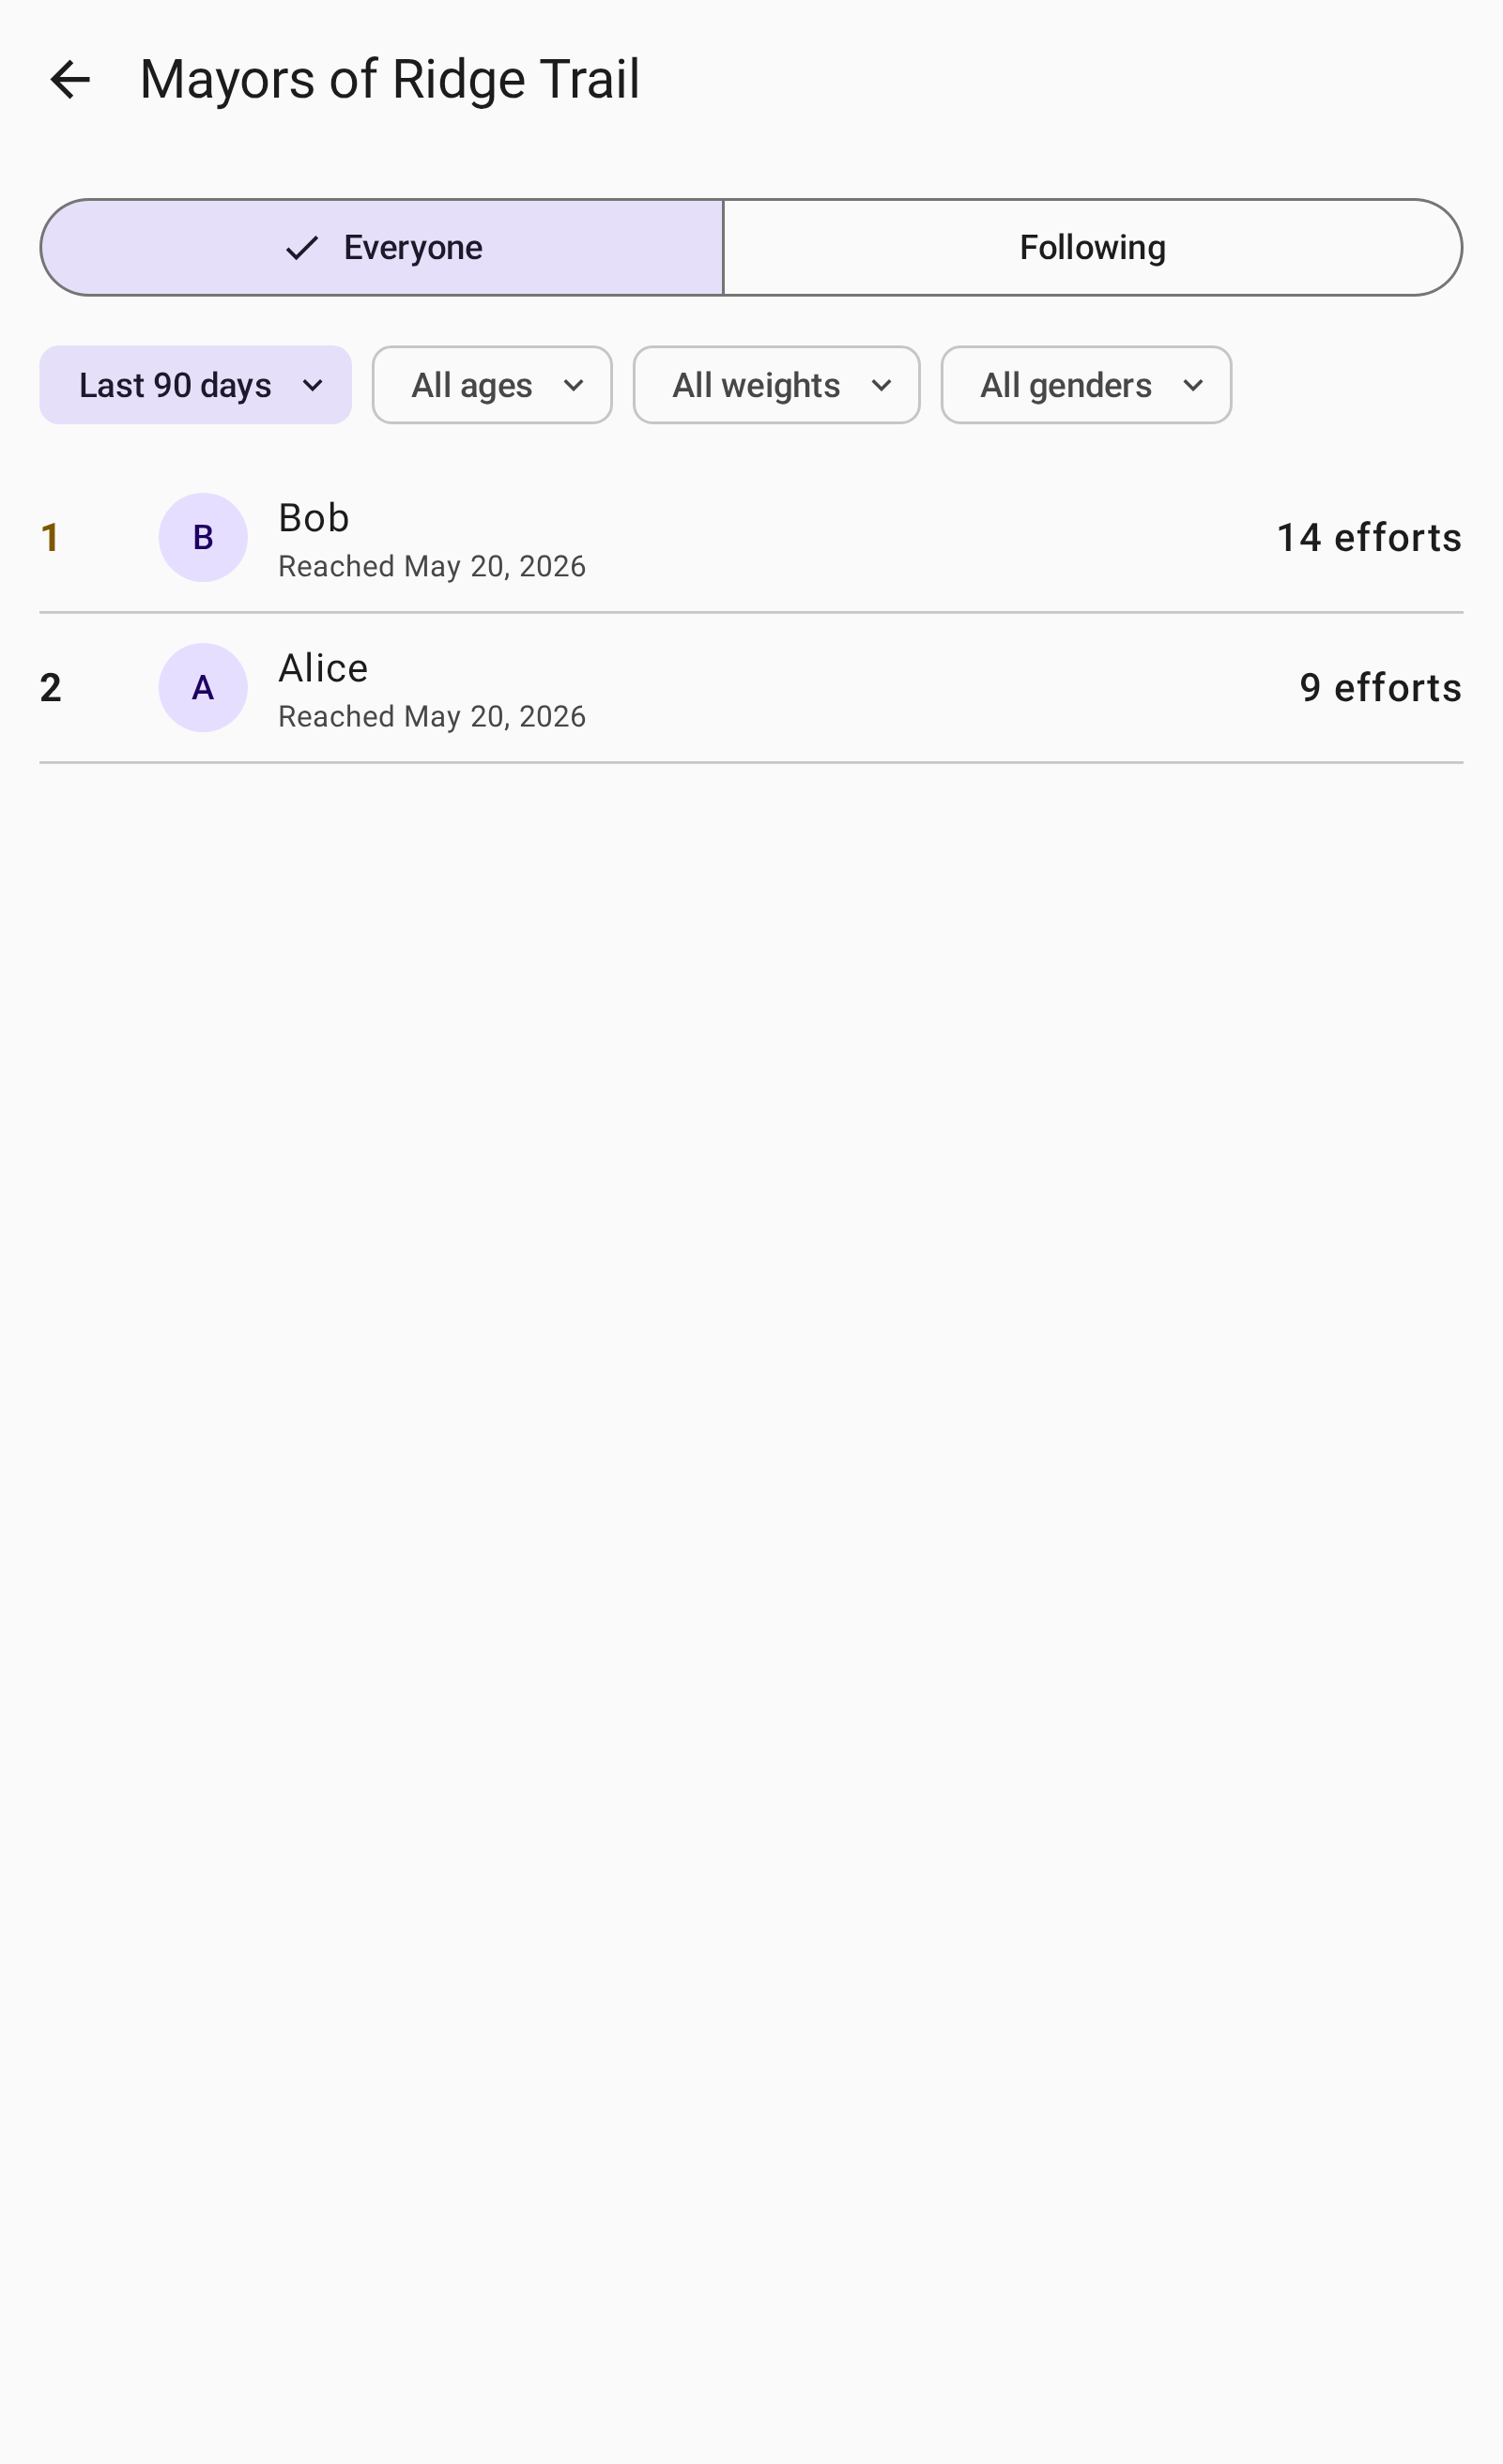 Mayors of Ridge Trail
Everyone
Following
Last 90 days
All ages
All weights
All genders
1
B
Bob
Reached May 20, 2026
14 efforts
2
A
Alice
Reached May 20, 2026
9 efforts